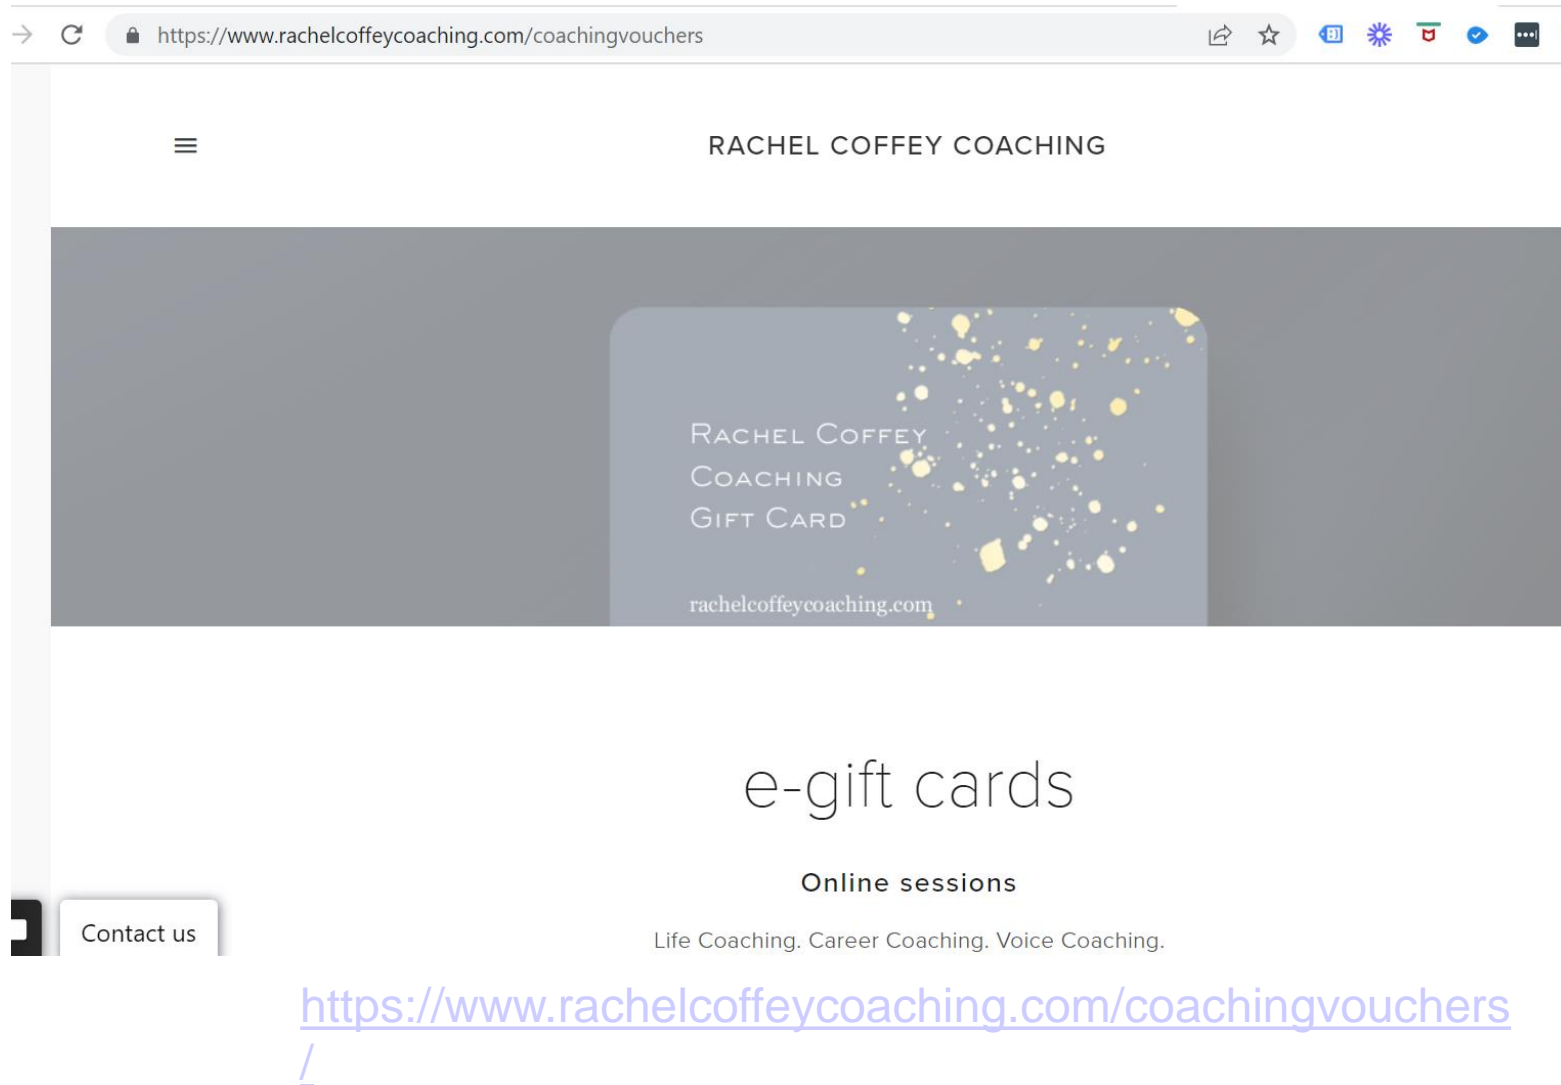 https://www.rachelcoffeycoaching.com/coachingvouchers
RACHEL COFFEY COACHING
RACHEL COFFEY
COACHING
GIFT CARD
rachelcoffeycoaching.com
e-gift cards
Online sessions
Contact us
Life Coaching. Career Coaching. Voice Coaching.
https://www.rachelcoffeycoaching.com/coachingvouchers
/